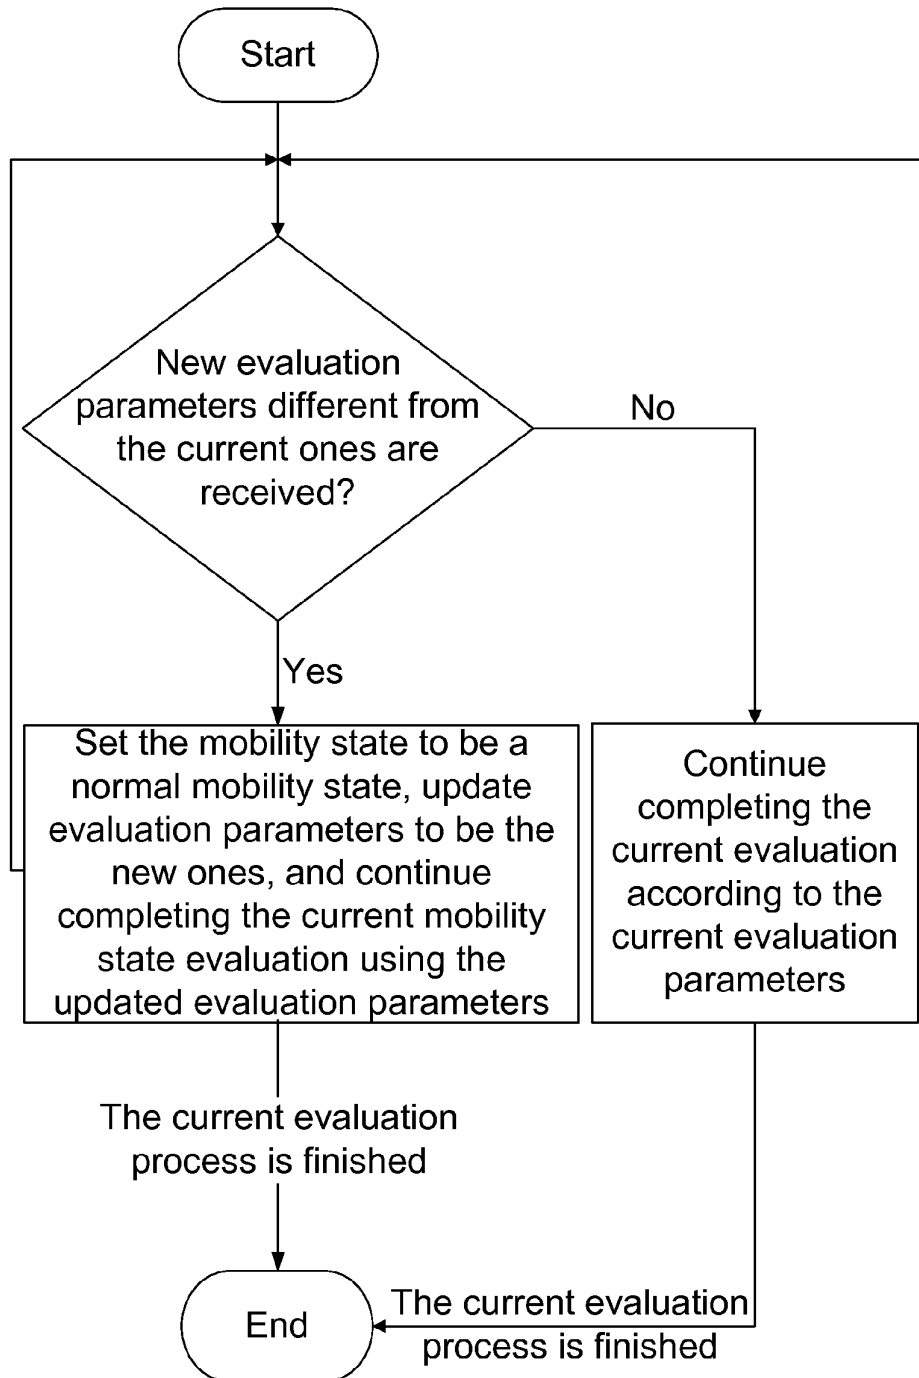 Start
New evaluation
parameters different from
the current ones are
received?
No
Yes
Set the mobility state to be a
normal mobility state, update
evaluation parameters to be the
new ones, and continue
completing the current mobility
state evaluation using the
updated evaluation parameters
Continue
completing the
current evaluation
according to the
current evaluation
parameters
The current evaluation
process is finished
End
The current evaluation
process is finished